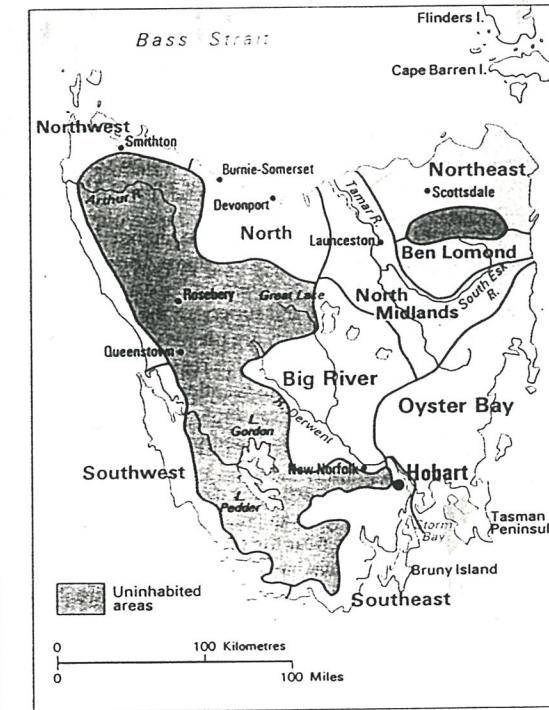 Flinders I.
Bass Strait
Cape Barren I.
Northwest
Smithton
Burnie-Somerset
Northeast
Scottsdale
Arthur R.
Devonport
Tamar R.
North
Launceston
Ben Lomond
South Esk
R.
Rosebery
Great Lake
North
Midlands
Queenstown
Big River
Oyster Bay
R. Derwent
L.
Gordon
Southwest
New Norfolk
Hobart
L.
Pedder
Storm
Bay
Tasman
Peninsul
Bruny Island
Uninhabited
areas
Southeast
0 100 Kilometres
0 100 Miles